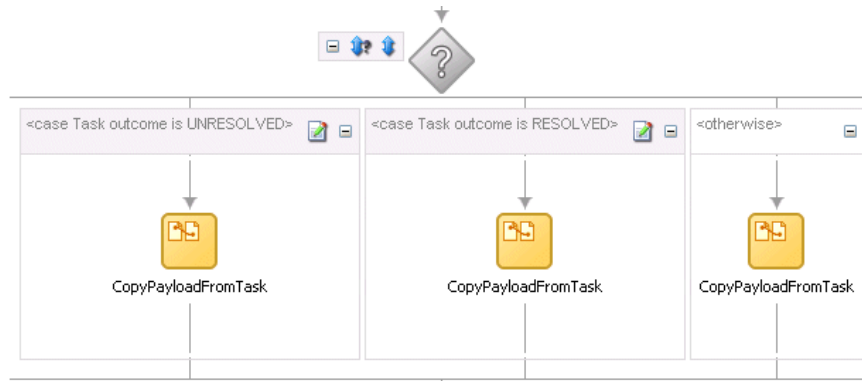 ?
?
<case Task outcome is UNRESOLVED>
<case Task outcome is RESOLVED>
<otherwise>
CopyPayloadFromTask
CopyPayloadFromTask
CopyPayloadFromTask